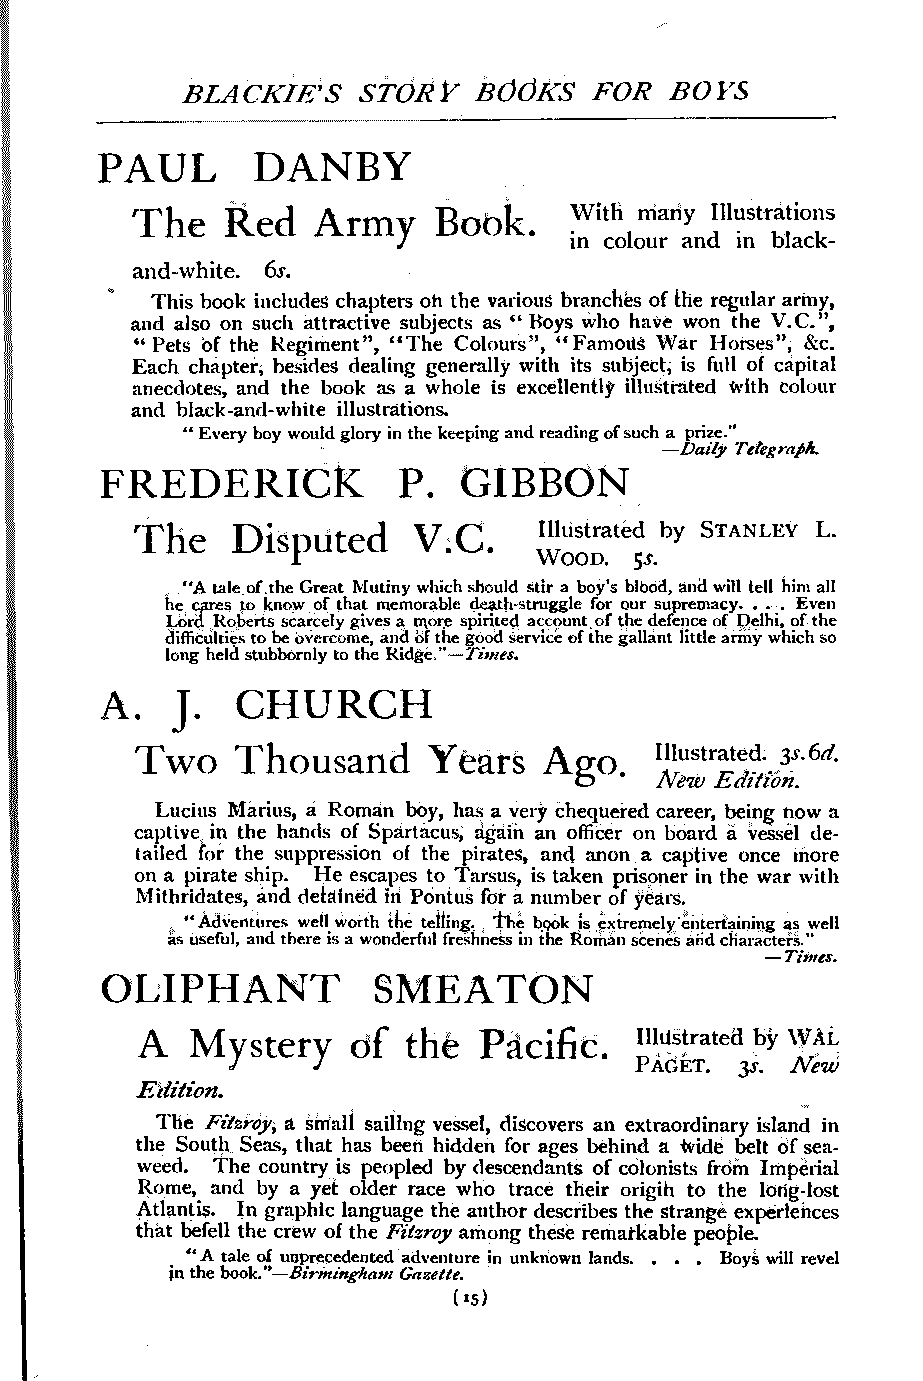 BLACKIE'S STORY BOOKS FOR BOYS
PAUL DANBY
The Red Army Book. With many Illustrations
in colour and in black-
and-white. 6s.
This book includes chapters on the various branches of the regular army,
and also on such attractive subjects as "Boys who have won the V.C.",
"Pets of the Regiment", "The Colours", "Famous War Horses", &c.
Each chapter, besides dealing generally with its subject, is full of capital
anecdotes, and the book as a whole is excellently illustrated with colour
and black-and-white illustrations.
"Every boy would glory in the keeping and reading of such a prize."
—Daily Telegraph.
FREDERICK P. GIBBON
The Disputed V.C. Illustrated by STANLEY L.
WOOD. 5s.
"A tale of the Great Mutiny which should stir a boy's blood, and will tell him all
he cares to know of that memorable death-struggle for our supremacy. . . . Even
Lord Roberts scarcely gives a more spirited account of the defence of Delhi, of the
difficulties to be overcome, and of the good service of the gallant little army which so
long held stubbornly to the Ridge."—Times.
A. J. CHURCH
Two Thousand Years Ago. Illustrated. 3s. 6d.
New Edition.
Lucius Marius, a Roman boy, has a very chequered career, being now a
captive in the hands of Spartacus, again an officer on board a vessel de-
tailed for the suppression of the pirates, and anon a captive once more
on a pirate ship. He escapes to Tarsus, is taken prisoner in the war with
Mithridates, and detained in Pontus for a number of years.
"Adventures well worth the telling. The book is extremely entertaining as well
as useful, and there is a wonderful freshness in the Roman scenes and characters."
—Times.
OLIPHANT SMEATON
A Mystery of the Pacific. Illustrated by WAL
PAGET. 3s. New
Edition.
The Fitzroy, a small sailing vessel, discovers an extraordinary island in
the South Seas, that has been hidden for ages behind a wide belt of sea-
weed. The country is peopled by descendants of colonists from Imperial
Rome, and by a yet older race who trace their origin to the long-lost
Atlantis. In graphic language the author describes the strange experiences
that befell the crew of the Fitzroy among these remarkable people.
"A tale of unprecedented adventure in unknown lands. . . . Boys will revel
in the book."—Birmingham Gazette.
(15)